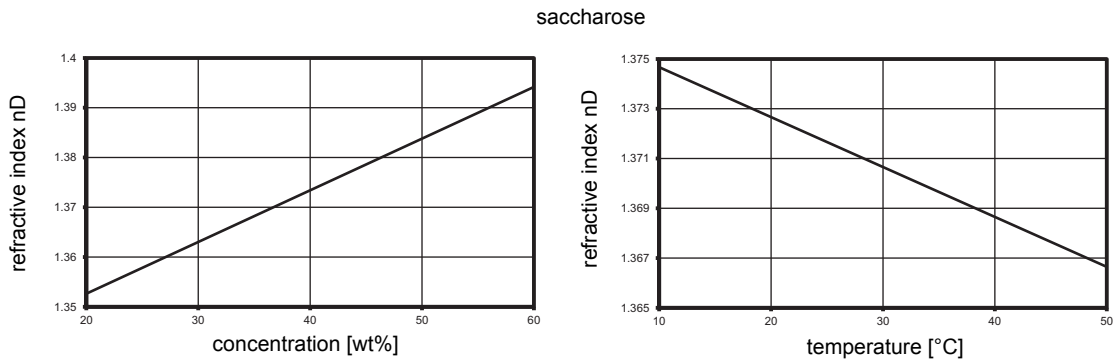 saccharose
refractive index nD
1.4
1.39
1.38
1.37
1.36
1.35
20 30 40 50 60
concentration [wt%]
refractive index nD
1.375
1.373
1.371
1.369
1.367
1.365
10 20 30 40 50
temperature [°C]